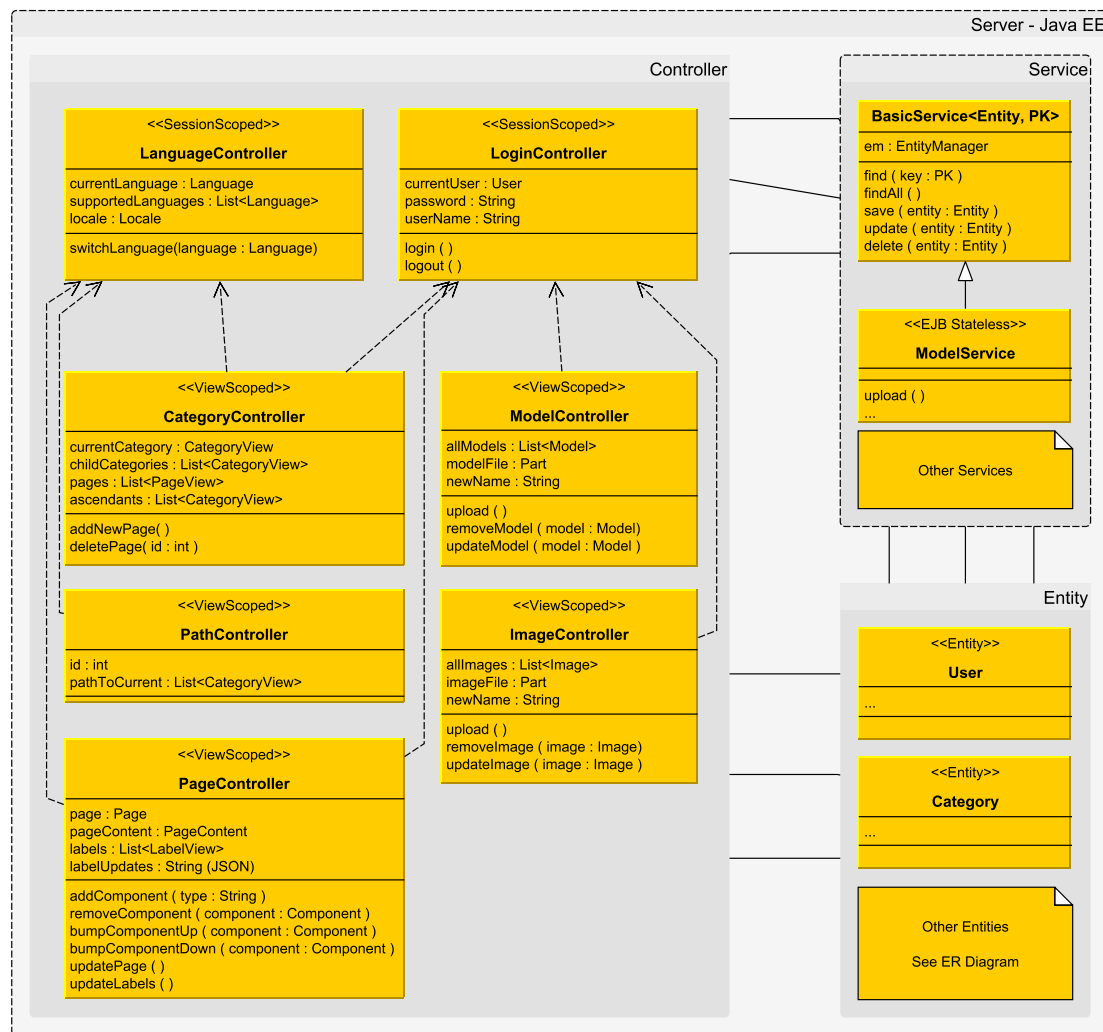 Server - Java EE
Controller
<<SessionScoped>>
LanguageController
currentLanguage : Language
supportedLanguages : List<Language>
locale : Locale
switchLanguage(language : Language)
<<SessionScoped>>
LoginController
currentUser : User
password : String
userName : String
login ( )
logout ( )
<<ViewScoped>>
CategoryController
currentCategory : CategoryView
childCategories : List<CategoryView>
pages : List<PageView>
ascendants : List<CategoryView>
addNewPage( )
deletePage( id : int )
<<ViewScoped>>
ModelController
allModels : List<Model>
modelFile : Part
newName : String
upload ( )
removeModel ( model : Model)
updateModel ( model : Model )
<<ViewScoped>>
PathController
id : int
pathToCurrent : List<CategoryView>
<<ViewScoped>>
ImageController
allImages : List<Image>
imageFile : Part
newName : String
upload ( )
removeImage ( image : Image)
updateImage ( image : Image )
<<ViewScoped>>
PageController
page : Page
pageContent : PageContent
labels : List<LabelView>
labelUpdates : String (JSON)
addComponent ( type : String )
removeComponent ( component : Component )
bumpComponentUp ( component : Component )
bumpComponentDown ( component : Component )
updatePage ( )
updateLabels ( )
Service
BasicService<Entity, PK>
em : EntityManager
find ( key : PK )
findAll ( )
save ( entity : Entity )
update ( entity : Entity )
delete ( entity : Entity )
<<EJB Stateless>>
ModelService
upload ( )
...
Other Services
Entity
<<Entity>>
User
...
<<Entity>>
Category
...
Other Entities
See ER Diagram